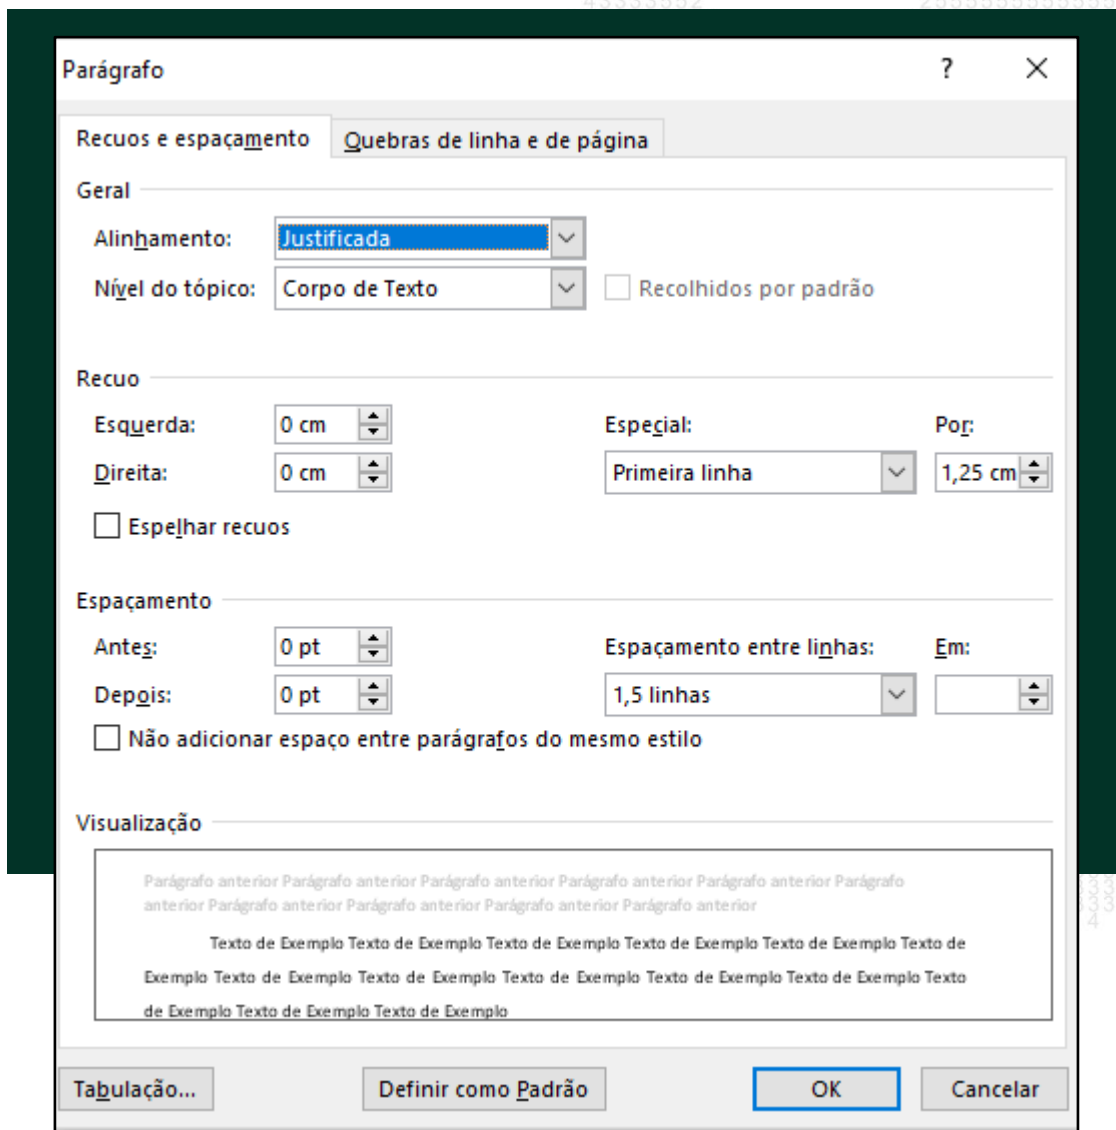 43333552 2555555555555
Parágrafo ?
Recuos e espaçamento Quebras de linha e de página
Geral
Alinhamento: Justificada
Nível do tópico: Corpo de Texto Recolhidos por padrão
Recuo
Esquerda: 0 cm Especial: Por:
Direita: 0 cm Primeira linha 1,25 cm
Espelhar recuos
Espaçamento
Antes: 0 pt Espaçamento entre linhas: Em:
Depois: 0 pt 1,5 linhas
Não adicionar espaço entre parágrafos do mesmo estilo
Visualização
Parágrafo anterior Parágrafo anterior Parágrafo anterior Parágrafo anterior Parágrafo anterior Parágrafo
anterior Parágrafo anterior Parágrafo anterior Parágrafo anterior Parágrafo anterior
Texto de Exemplo Texto de Exemplo Texto de Exemplo Texto de Exemplo Texto de Exemplo Texto de
Exemplo Texto de Exemplo Texto de Exemplo Texto de Exemplo Texto de Exemplo Texto de Exemplo Texto
de Exemplo Texto de Exemplo Texto de Exemplo
33
33
4
Tabulação... Definir como Padrão OK Cancelar